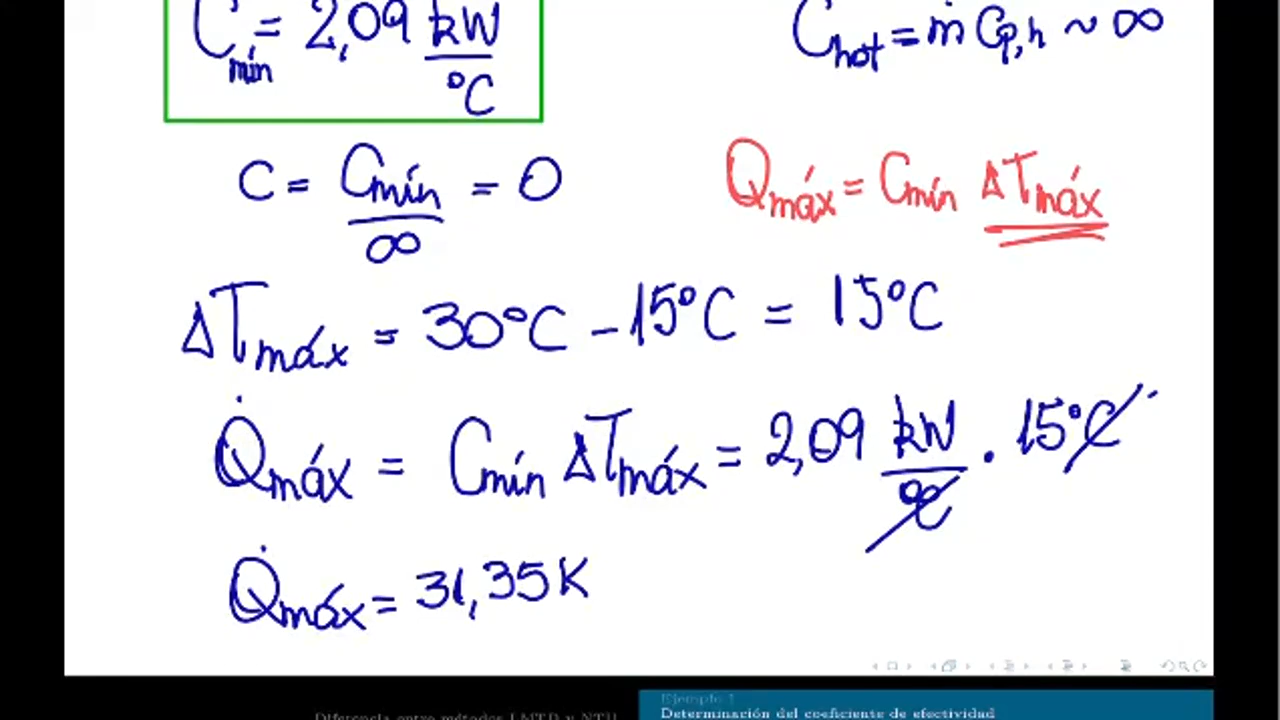 Cmín = 2,09 kW/°C
Chot = ṁ Cp,h ~ ∞
C = Cmín/∞ = 0
Qmáx = Cmín ΔTmáx
ΔTmáx = 30°C - 15°C = 15°C
Q̇máx = Cmín ΔTmáx = 2,09 kW/°C · 15°C
Q̇máx = 31,35K
Ejemplo 1
Diferencia entre métodos LMTD y NTU
Determinación del coeficiente de efectividad